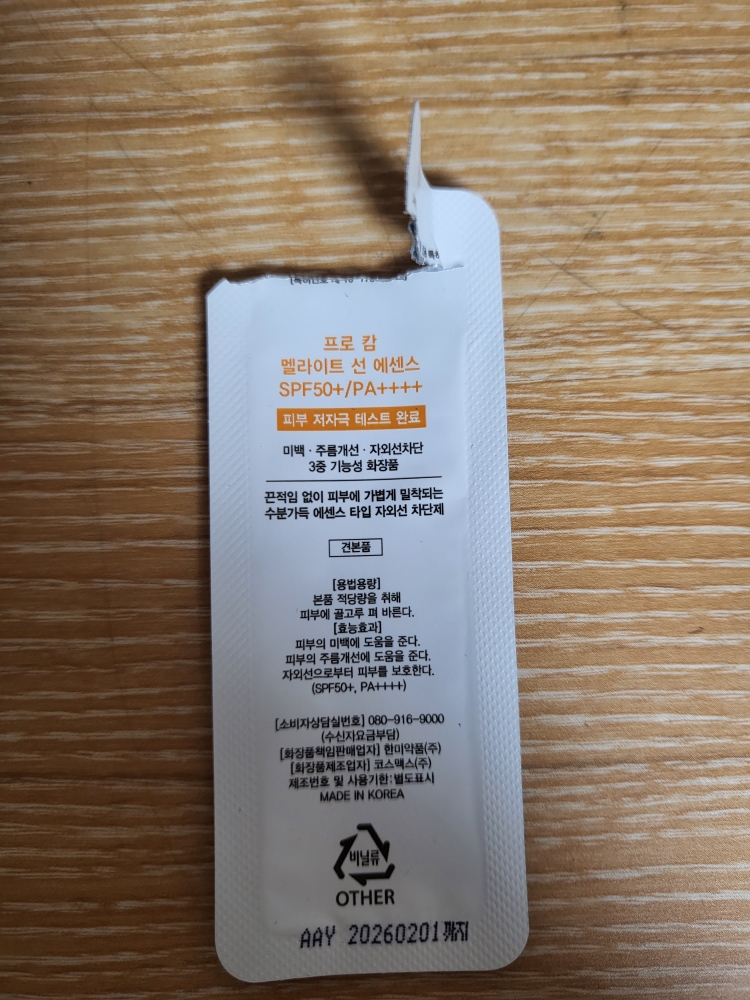 프로 캄
멜라이트 선 에센스
SPF50+/PA++++
피부 저자극 테스트 완료
미백 · 주름개선 · 자외선차단
3중 기능성 화장품
끈적임 없이 피부에 가볍게 밀착되는
수분가득 에센스 타입 자외선 차단제
견본품
[용법용량]
본품 적당량을 취해
피부에 골고루 펴 바른다.
[효능효과]
피부의 미백에 도움을 준다.
피부의 주름개선에 도움을 준다.
자외선으로부터 피부를 보호한다.
(SPF50+, PA++++)
[소비자상담실번호] 080-916-9000
(수신자요금부담)
[화장품책임판매업자] 한미약품(주)
[화장품제조업자] 코스맥스(주)
제조번호 및 사용기한:별도표시
MADE IN KOREA
비닐류
OTHER
AAY 20260201까지